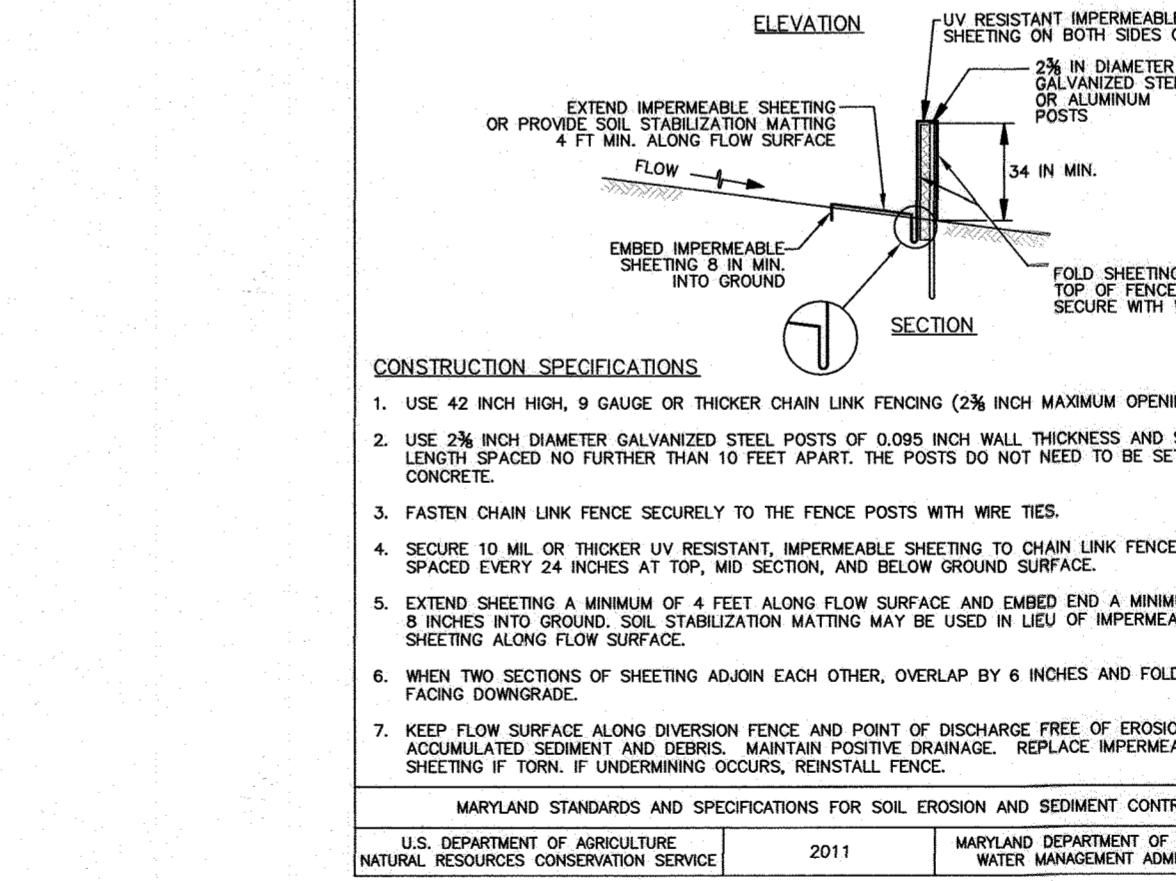 ELEVATION
UV RESISTANT IMPERMEABLE
SHEETING ON BOTH SIDES
2⅜ IN DIAMETER
GALVANIZED STEEL
OR ALUMINUM
POSTS
EXTEND IMPERMEABLE SHEETING
OR PROVIDE SOIL STABILIZATION MATTING
4 FT MIN. ALONG FLOW SURFACE
FLOW
34 IN MIN.
EMBED IMPERMEABLE
SHEETING 8 IN MIN.
INTO GROUND
FOLD SHEETING
TOP OF FENCE
SECURE WITH
SECTION
CONSTRUCTION SPECIFICATIONS
1. USE 42 INCH HIGH, 9 GAUGE OR THICKER CHAIN LINK FENCING (2⅜ INCH MAXIMUM
2. USE 2⅜ INCH DIAMETER GALVANIZED STEEL POSTS OF 0.095 INCH WALL THICKNESS AND
LENGTH SPACED NO FURTHER THAN 10 FEET APART. THE POSTS DO NOT NEED TO BE SET
CONCRETE.
3. FASTEN CHAIN LINK FENCE SECURELY TO THE FENCE POSTS WITH WIRE TIES.
4. SECURE 10 MIL OR THICKER UV RESISTANT, IMPERMEABLE SHEETING TO CHAIN LINK FENCE
SPACED EVERY 24 INCHES AT TOP, MID SECTION, AND BELOW GROUND SURFACE.
5. EXTEND SHEETING A MINIMUM OF 4 FEET ALONG FLOW SURFACE AND EMBED END A
8 INCHES INTO GROUND. SOIL STABILIZATION MATTING MAY BE USED IN LIEU OF
SHEETING ALONG FLOW SURFACE.
6. WHEN TWO SECTIONS OF SHEETING ADJOIN EACH OTHER, OVERLAP BY 6 INCHES AND FOLD
FACING DOWNGRADE.
7. KEEP FLOW SURFACE ALONG DIVERSION FENCE AND POINT OF DISCHARGE FREE OF
ACCUMULATED SEDIMENT AND DEBRIS. MAINTAIN POSITIVE DRAINAGE. REPLACE
SHEETING IF TORN. IF UNDERMINING OCCURS, REINSTALL FENCE.
MARYLAND STANDARDS AND SPECIFICATIONS FOR SOIL EROSION AND SEDIMENT
U.S. DEPARTMENT OF AGRICULTURE
NATURAL RESOURCES CONSERVATION SERVICE
2011
MARYLAND DEPARTMENT OF
WATER MANAGEMENT